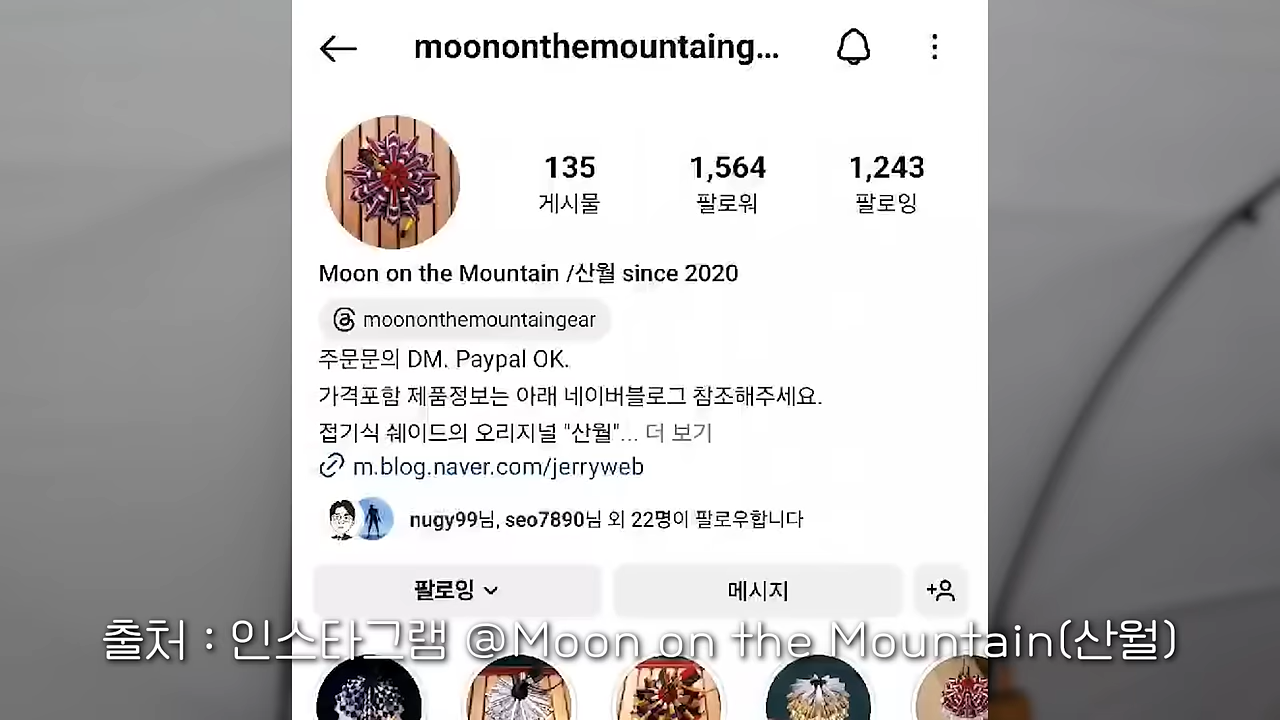 moononthemountaing...
135
1,564
1,243
게시물
팔로워
팔로잉
Moon on the Mountain /산월 since 2020
moononthemountaingear
주문문의 DM. Paypal OK.
가격포함 제품정보는 아래 네이버블로그 참조해주세요.
접기식 쉐이드의 오리지널 "산월"... 더 보기
m.blog.naver.com/jerryweb
nugy99님, seo7890님 외 22명이 팔로우합니다
팔로잉
메시지
출처 : 인스타그램 @Moon on the Mountain(산월)